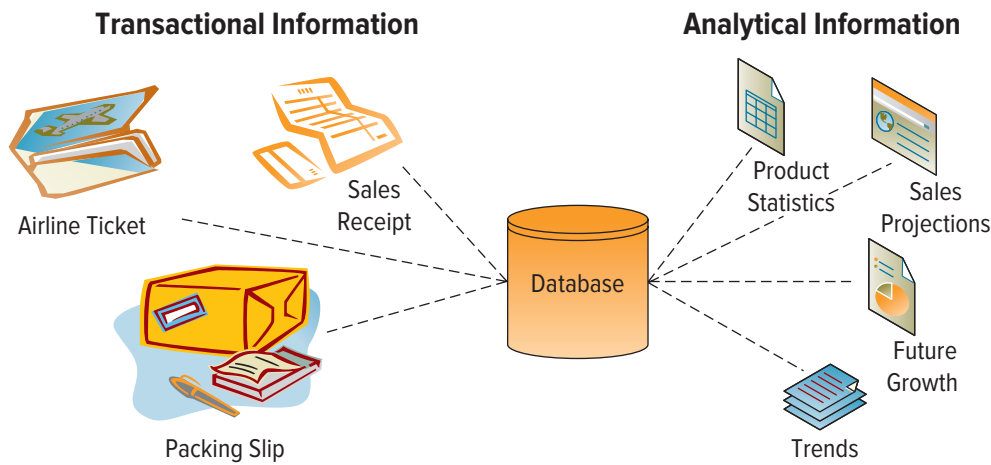 Transactional Information
Analytical Information
Airline Ticket
Sales
Receipt
Packing Slip
Database
Product
Statistics
Sales
Projections
Future
Growth
Trends